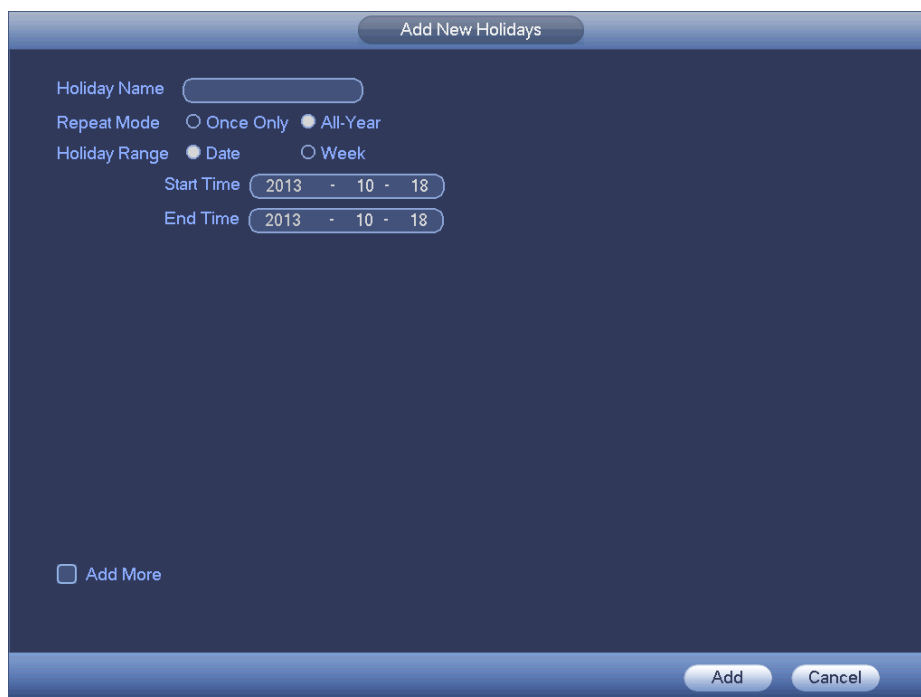 Add New Holidays
Holiday Name
Repeat Mode Once Only All-Year
Holiday Range Date Week
Start Time 2013 - 10 - 18
End Time 2013 - 10 - 18
Add More
Add Cancel